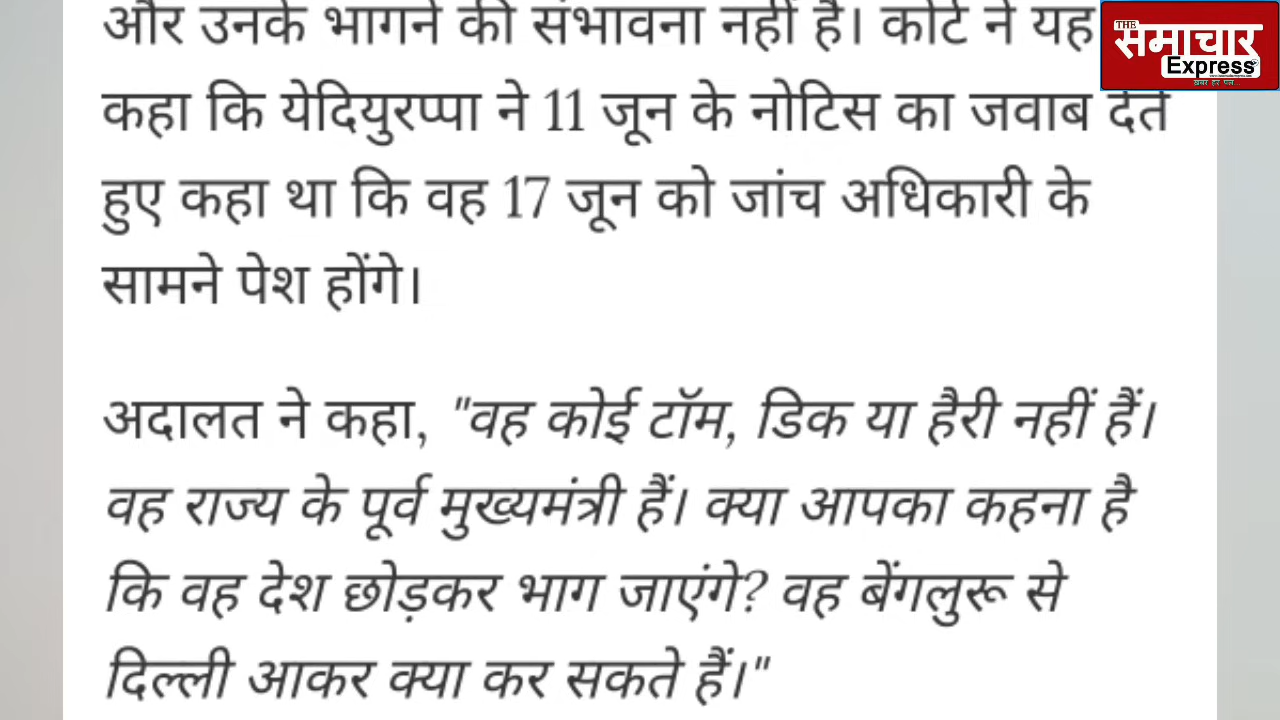 और उनके भागने की संभावना नहीं है। कोर्ट ने यह
THE
समाचार
Express
कहा कि येदियुरप्पा ने 11 जून के नोटिस का जवाब देते
हुए कहा था कि वह 17 जून को जांच अधिकारी के
सामने पेश होंगे।
अदालत ने कहा, "वह कोई टॉम, डिक या हैरी नहीं हैं।
वह राज्य के पूर्व मुख्यमंत्री हैं। क्या आपका कहना है
कि वह देश छोड़कर भाग जाएंगे? वह बेंगलुरू से
दिल्ली आकर क्या कर सकते हैं।"